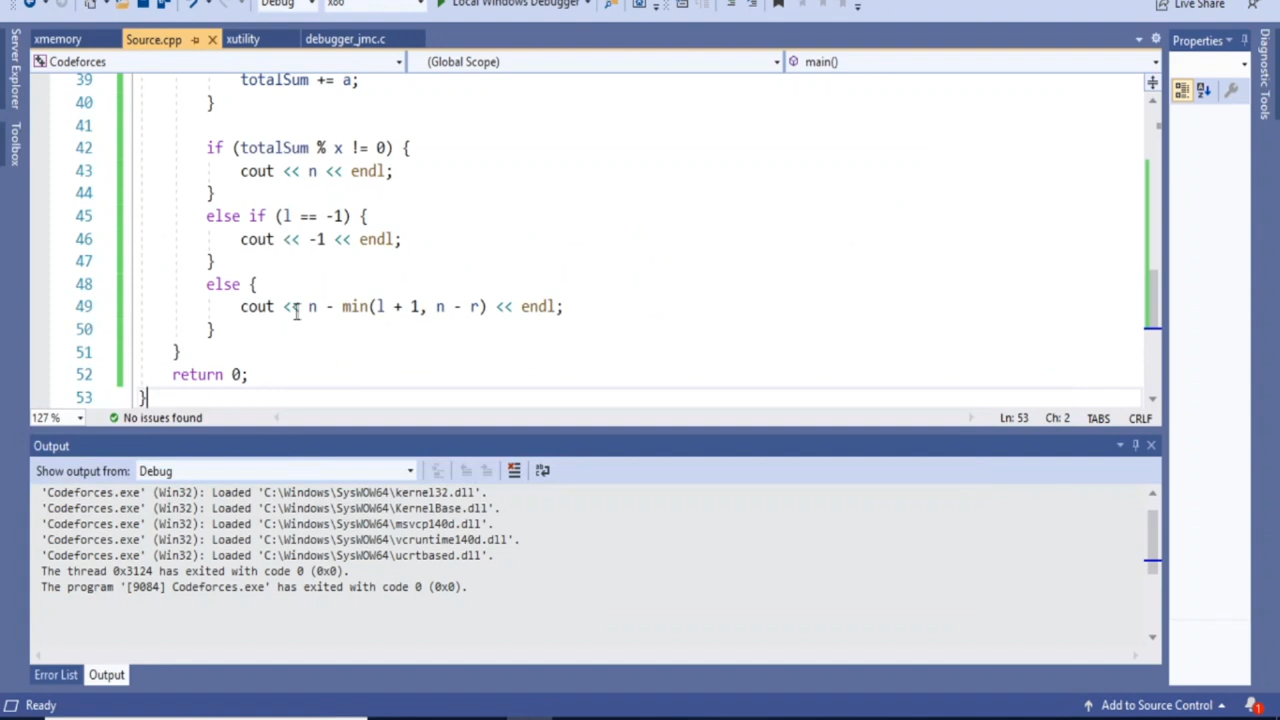 Debug x86 Local Windows Debugger Live Share
xmemory Source.cpp xutility debugger_jmc.c
Codeforces (Global Scope) main()
39 totalSum += a;
40 }
41
42 if (totalSum % x != 0) {
43 cout << n << endl;
44 }
45 else if (l == -1) {
46 cout << -1 << endl;
47 }
48 else {
49 cout << n - min(l + 1, n - r) << endl;
50 }
51 }
52 return 0;
53 }
127 % No issues found Ln: 53 Ch: 2 TABS CRLF
Output
Show output from: Debug
'Codeforces.exe' (Win32): Loaded 'C:\Windows\SysWOW64\kernel32.dll'.
'Codeforces.exe' (Win32): Loaded 'C:\Windows\SysWOW64\KernelBase.dll'.
'Codeforces.exe' (Win32): Loaded 'C:\Windows\SysWOW64\msvcp140d.dll'.
'Codeforces.exe' (Win32): Loaded 'C:\Windows\SysWOW64\vcruntime140d.dll'.
'Codeforces.exe' (Win32): Loaded 'C:\Windows\SysWOW64\ucrtbased.dll'.
The thread 0x3124 has exited with code 0 (0x0).
The program '[9084] Codeforces.exe' has exited with code 0 (0x0).
Error List Output
Ready Add to Source Control 1
Server Explorer
Toolbox
Properties
Diagnostic Tools